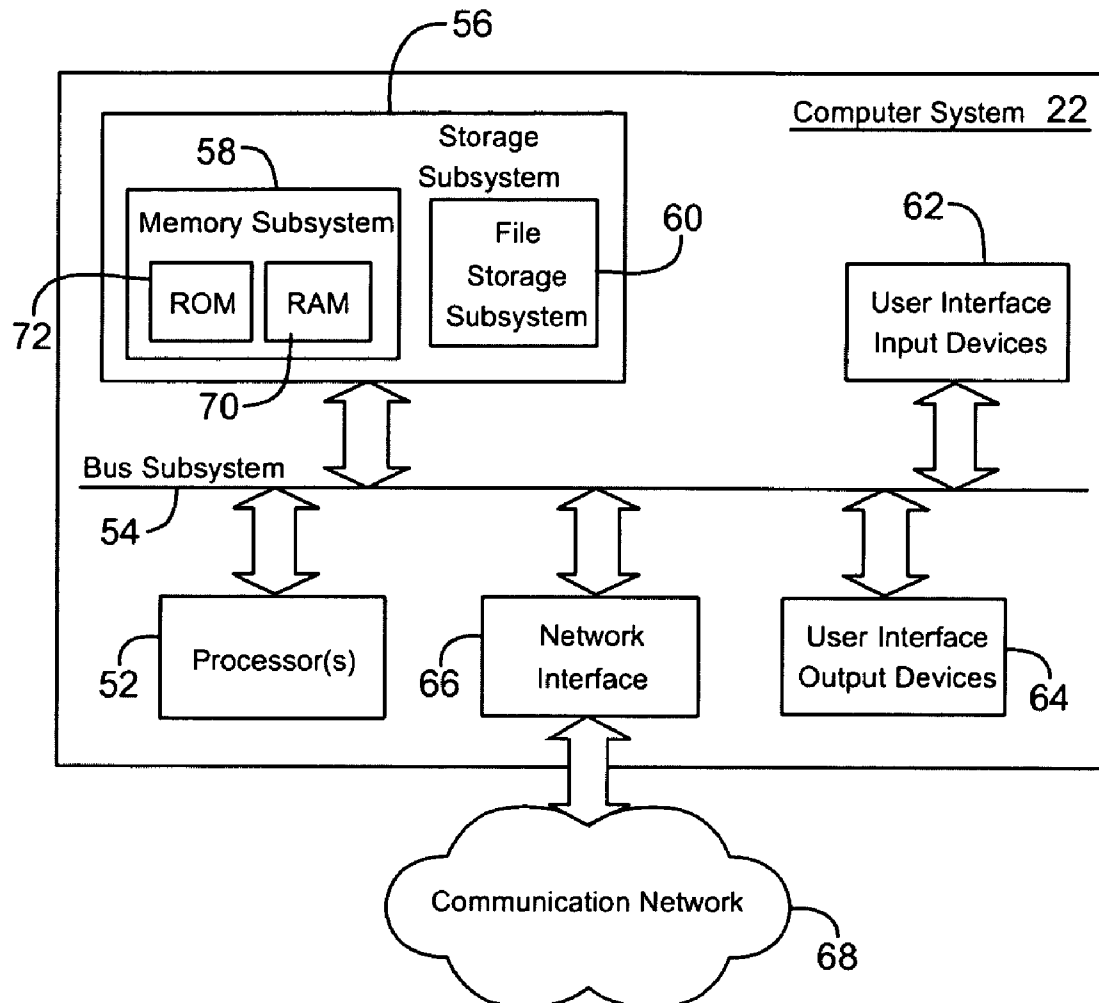 56
Computer System 22
Storage
Subsystem
58
Memory Subsystem
File
Storage
Subsystem
60
62
ROM
RAM
72
70
User Interface
Input Devices
Bus Subsystem
54
Processor(s)
52
Network
Interface
66
User Interface
Output Devices
64
Communication Network
68